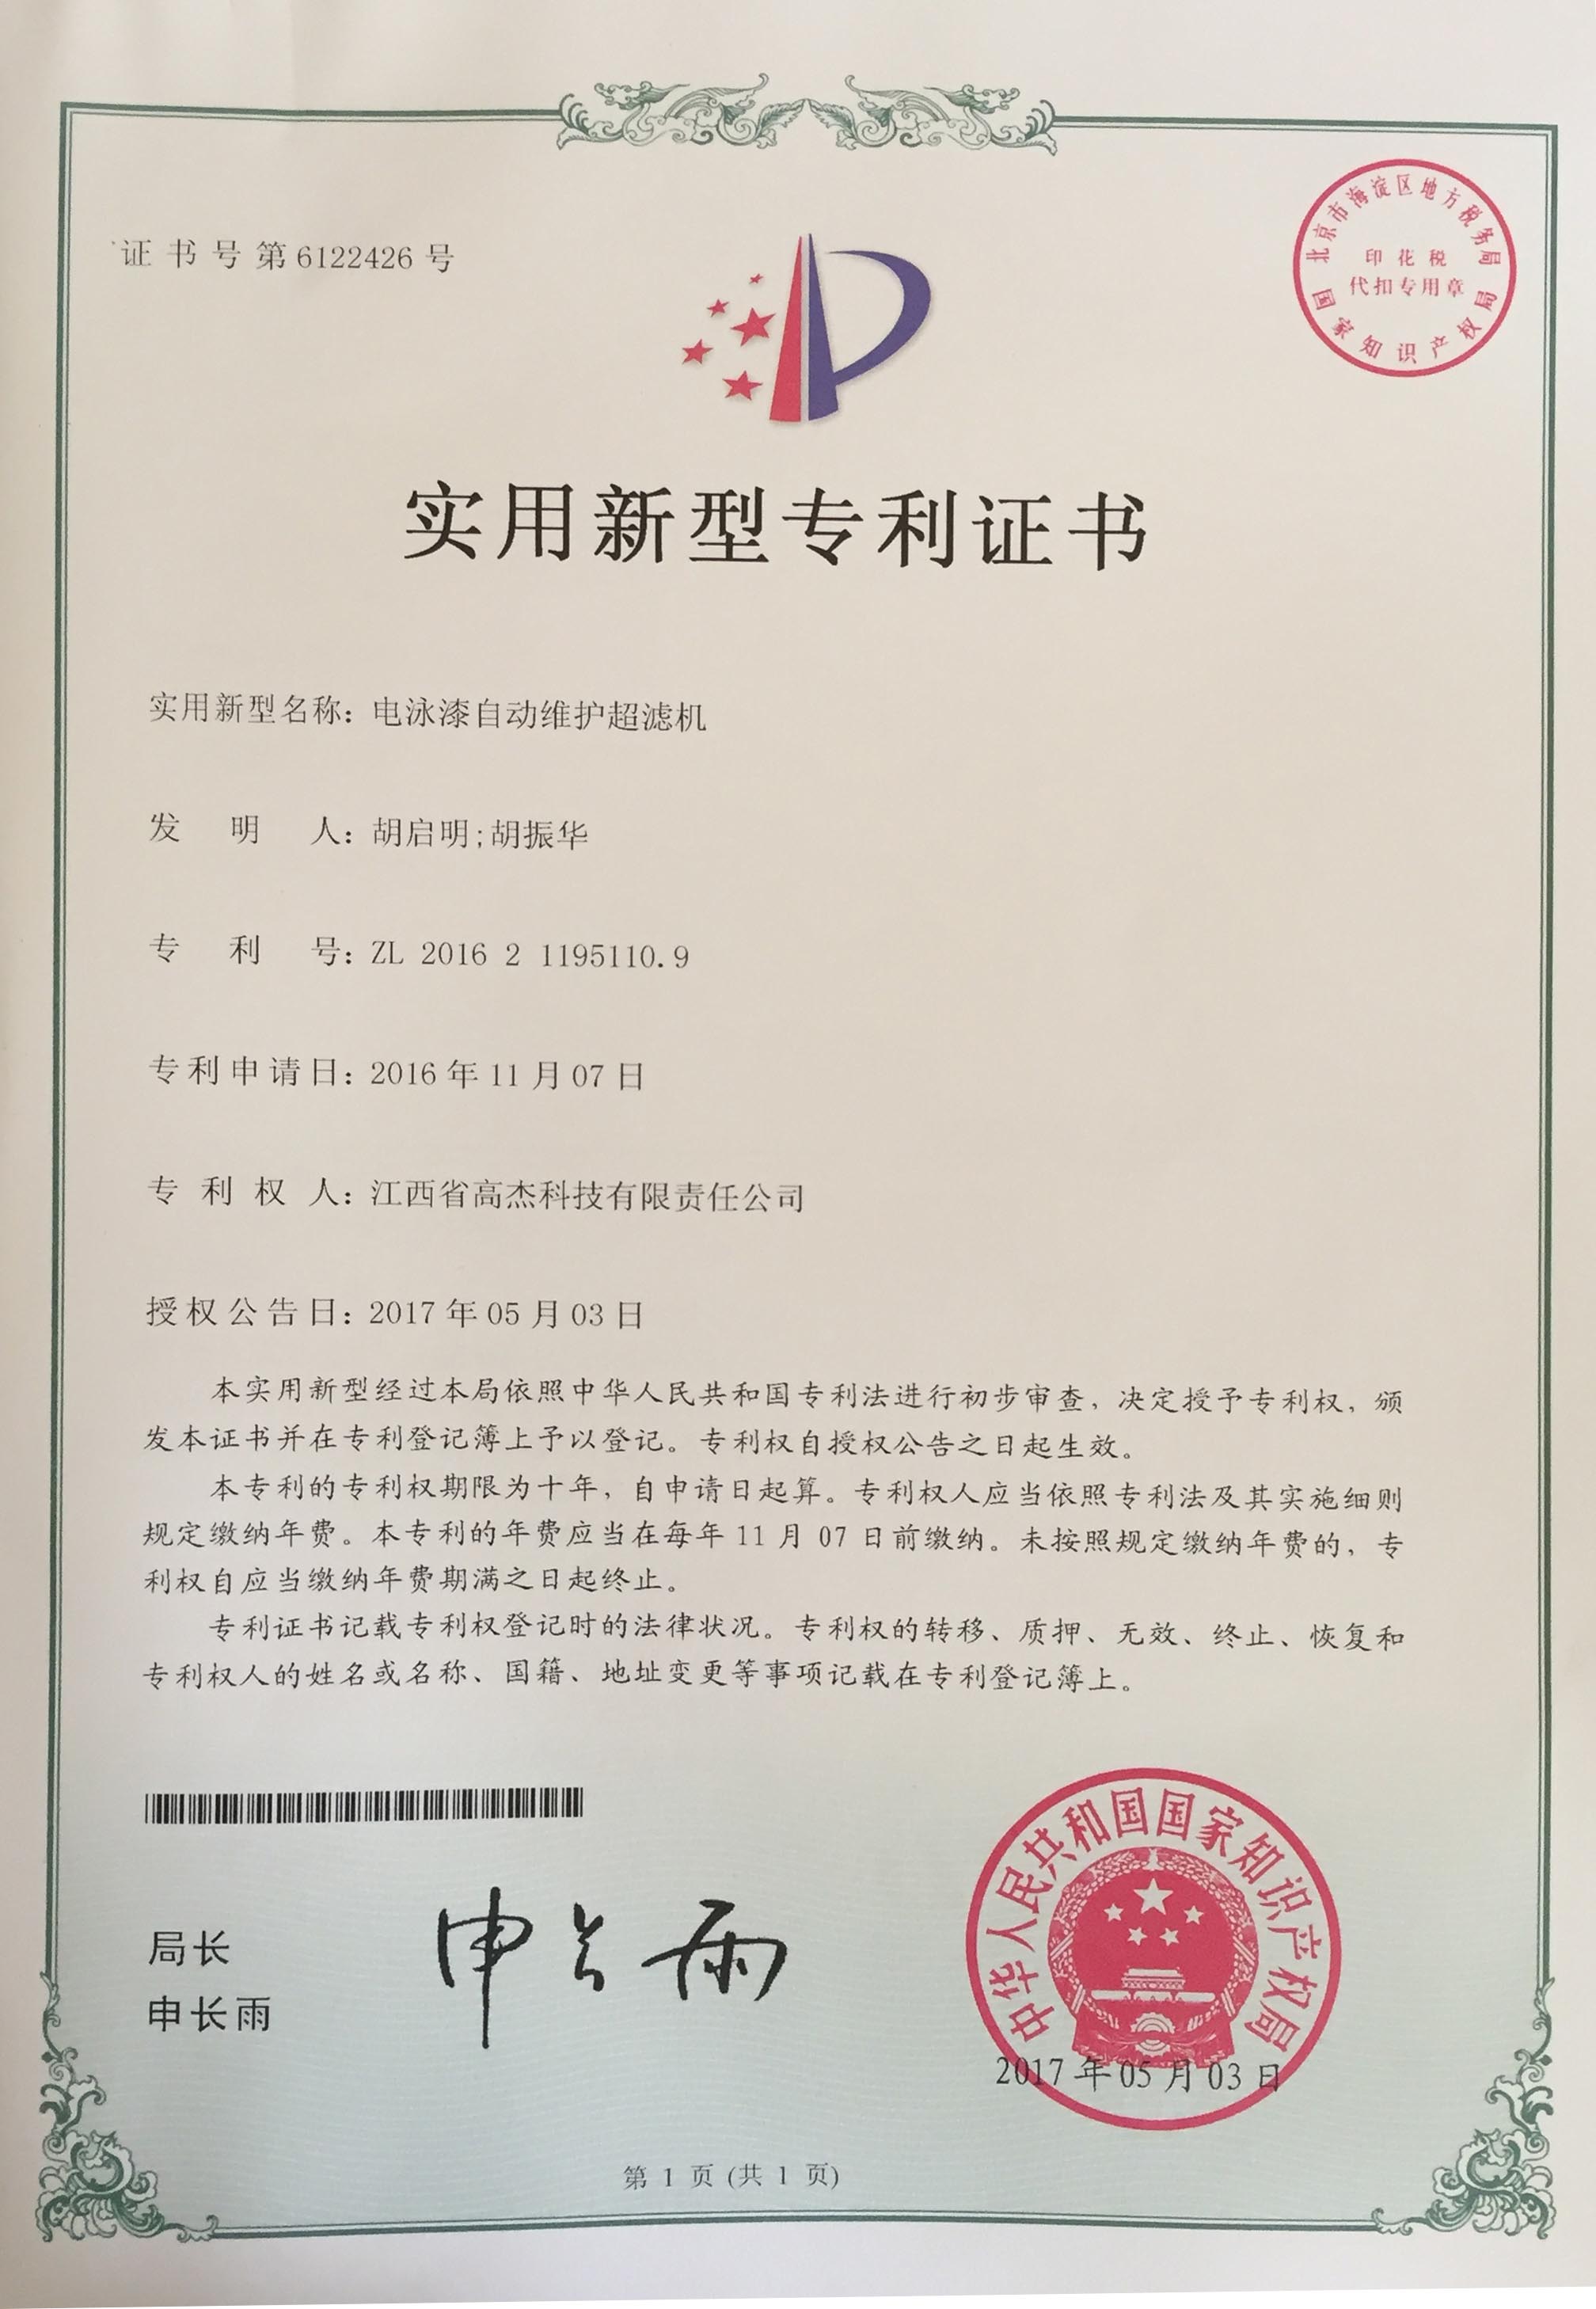 证书号第6122426号
北京市海淀区地方税务局
印花税
代扣专用章
国家知识产权局
实用新型专利证书
实用新型名称：电泳漆自动维护超滤机
发明人：胡启明;胡振华
专利号：ZL 2016 2 1195110.9
专利申请日：2016年11月07日
专利权人：江西省高杰科技有限责任公司
授权公告日：2017年05月03日
本实用新型经过本局依照中华人民共和国专利法进行初步审查，决定授予专利权，颁
发本证书并在专利登记簿上予以登记。专利权自授权公告之日起生效。
本专利的专利权期限为十年，自申请日起算。专利权人应当依照专利法及其实施细则
规定缴纳年费。本专利的年费应当在每年11月07日前缴纳。未按照规定缴纳年费的，专
利权自应当缴纳年费期满之日起终止。
专利证书记载专利权登记时的法律状况。专利权的转移、质押、无效、终止、恢复和
专利权人的姓名或名称、国籍、地址变更等事项记载在专利登记簿上。
局长
申长雨
申长雨
中华人民共和国国家知识产权局
2017年05月03日
第 1 页 (共 1 页)